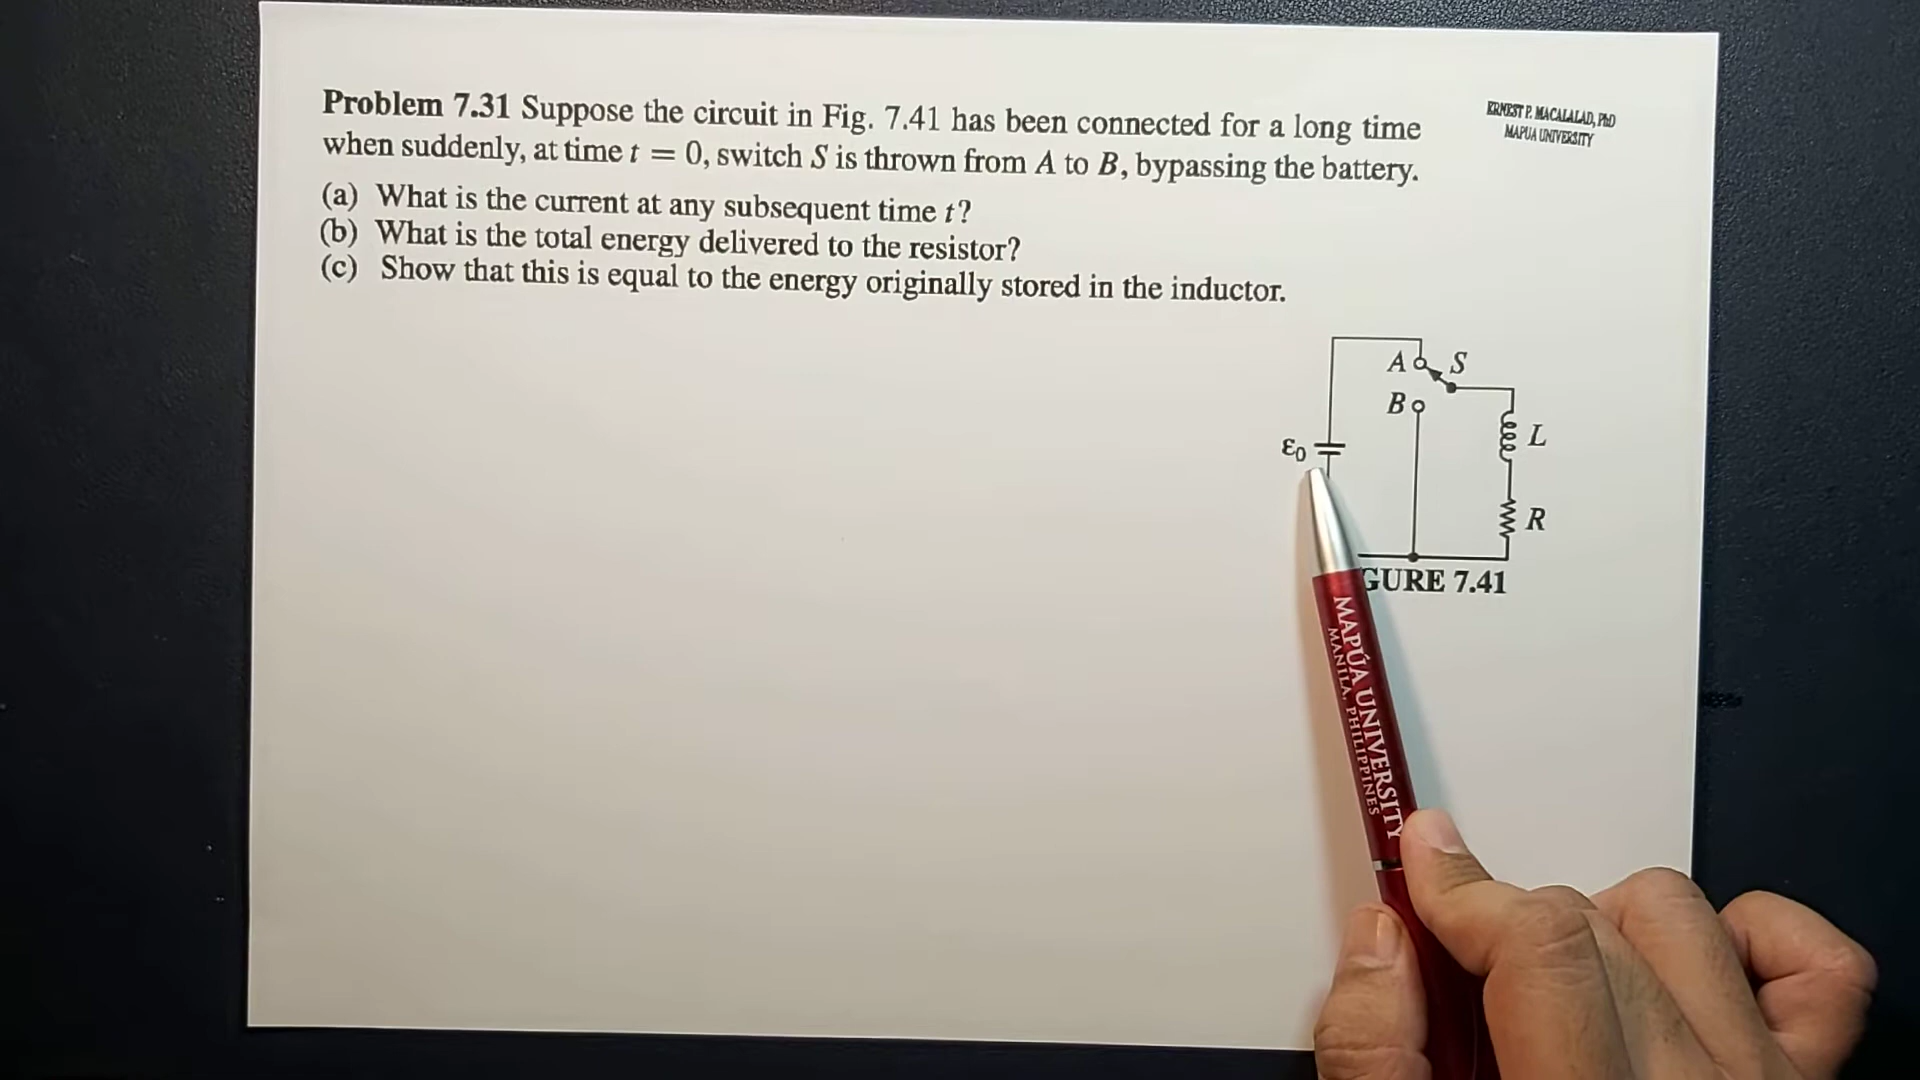 Problem 7.31 Suppose the circuit in Fig. 7.41 has been connected for a long time
when suddenly, at time t = 0, switch S is thrown from A to B, bypassing the battery.
(a) What is the current at any subsequent time t?
(b) What is the total energy delivered to the resistor?
(c) Show that this is equal to the energy originally stored in the inductor.
ERNEST P. MACALALAD, PhD
MAPUA UNIVERSITY
A S
B
ε0
L
R
GURE 7.41
MAPÚA UNIVERSITY
MANILA, PHILIPPINES